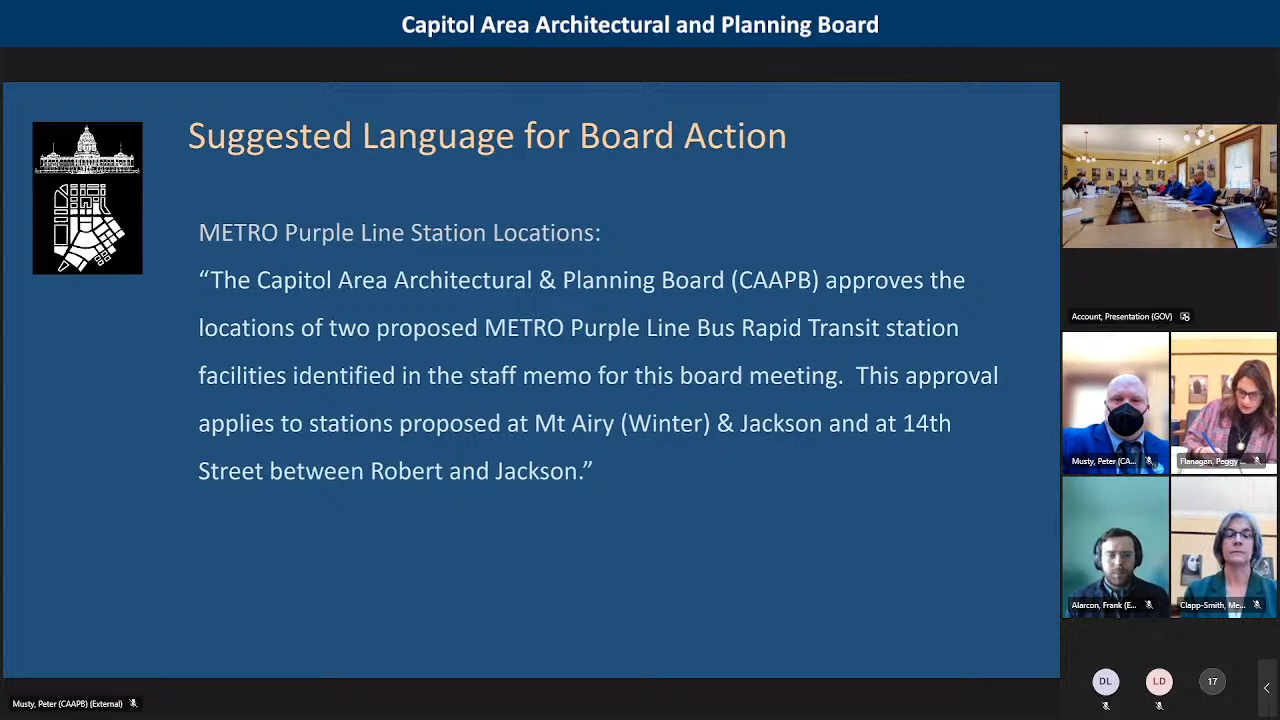 Capitol Area Architectural and Planning Board
Suggested Language for Board Action
METRO Purple Line Station Locations:
“The Capitol Area Architectural & Planning Board (CAAPB) approves the
locations of two proposed METRO Purple Line Bus Rapid Transit station
facilities identified in the staff memo for this board meeting.  This approval
applies to stations proposed at Mt Airy (Winter) & Jackson and at 14th
Street between Robert and Jackson.”
Account, Presentation (GOV)
Musty, Peter (CA...
Flanagan, Peggy ...
Alarcon, Frank (E...
Clapp-Smith, Me...
DL
LD
17
Musty, Peter (CAAPB) (External)